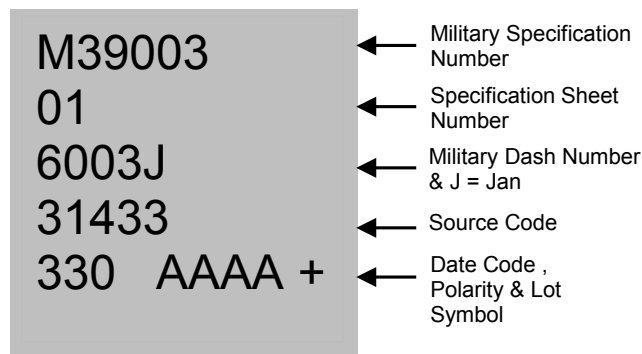 M39003
01
6003J
31433
330 AAAA +
Military Specification
Number
Specification Sheet
Number
Military Dash Number
& J = Jan
Source Code
Date Code ,
Polarity & Lot
Symbol